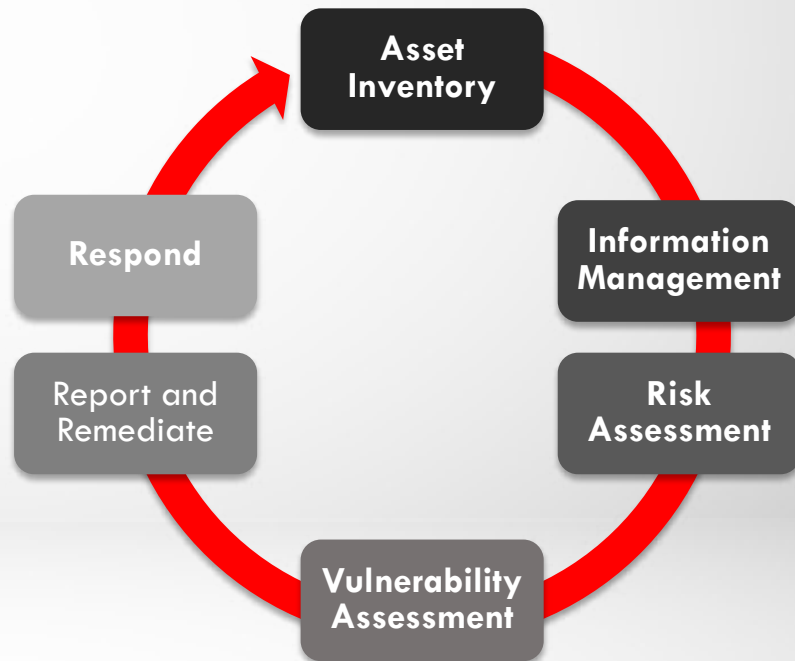 Asset
Inventory
Information
Management
Risk
Assessment
Vulnerability
Assessment
Report and
Remediate
Respond